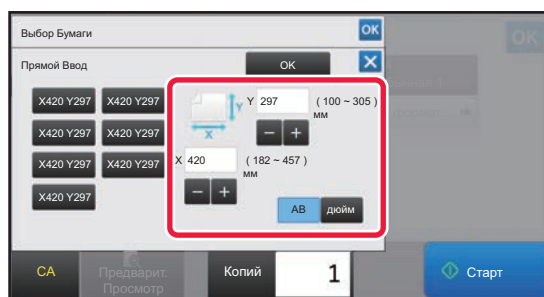 Выбор Бумаги
OK
OK
Прямой Ввод
OK
X420 Y297
X420 Y297
Y
Y 297
( 100 ~ 305 )
мм
X420 Y297
X420 Y297
X
X420 Y297
X420 Y297
X 420
( 182 ~ 457 )
мм
X420 Y297
AB
дюйм
CA
Предварит.
Просмотр
Копий
1
Старт